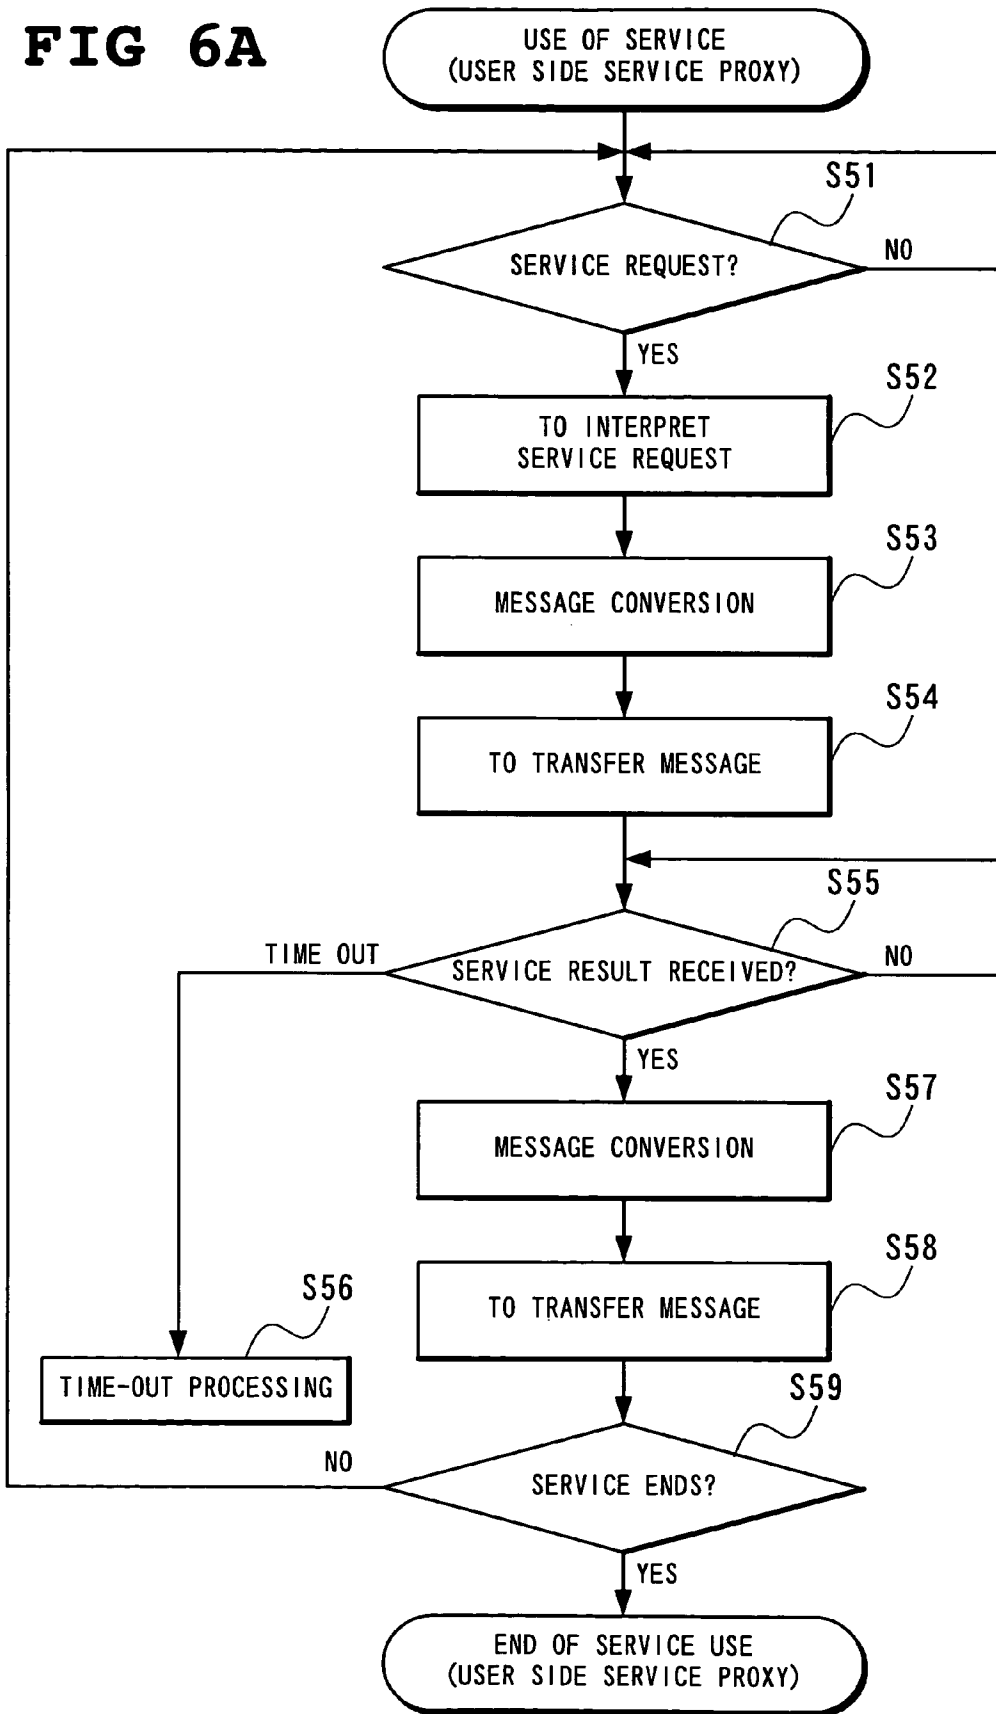 FIG 6A
USE OF SERVICE
(USER SIDE SERVICE PROXY)
S51
SERVICE REQUEST?
NO
YES
S52
TO INTERPRET
SERVICE REQUEST
S53
MESSAGE CONVERSION
S54
TO TRANSFER MESSAGE
S55
TIME OUT
SERVICE RESULT RECEIVED?
NO
YES
S57
MESSAGE CONVERSION
S58
TO TRANSFER MESSAGE
S56
TIME-OUT PROCESSING
S59
NO
SERVICE ENDS?
YES
END OF SERVICE USE
(USER SIDE SERVICE PROXY)